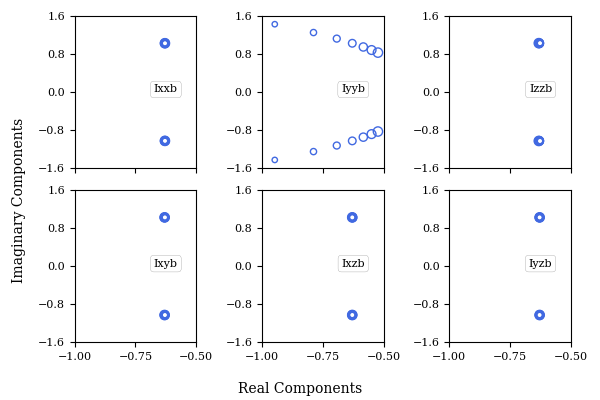 1.6 1.6 1.6
0.8 0.8 0.8
0.0 Ixxb 0.0 Iyyb 0.0 Izzb
−0.8 −0.8 −0.8
−1.6 −1.6 −1.6
1.6 1.6 1.6
0.8 0.8 0.8
0.0 Ixyb 0.0 Ixzb 0.0 Iyzb
−0.8 −0.8 −0.8
−1.6 −1.6 −1.6
−1.00 −0.75 −0.50 −1.00 −0.75 −0.50 −1.00 −0.75 −0.50
Imaginary Components
Real Components